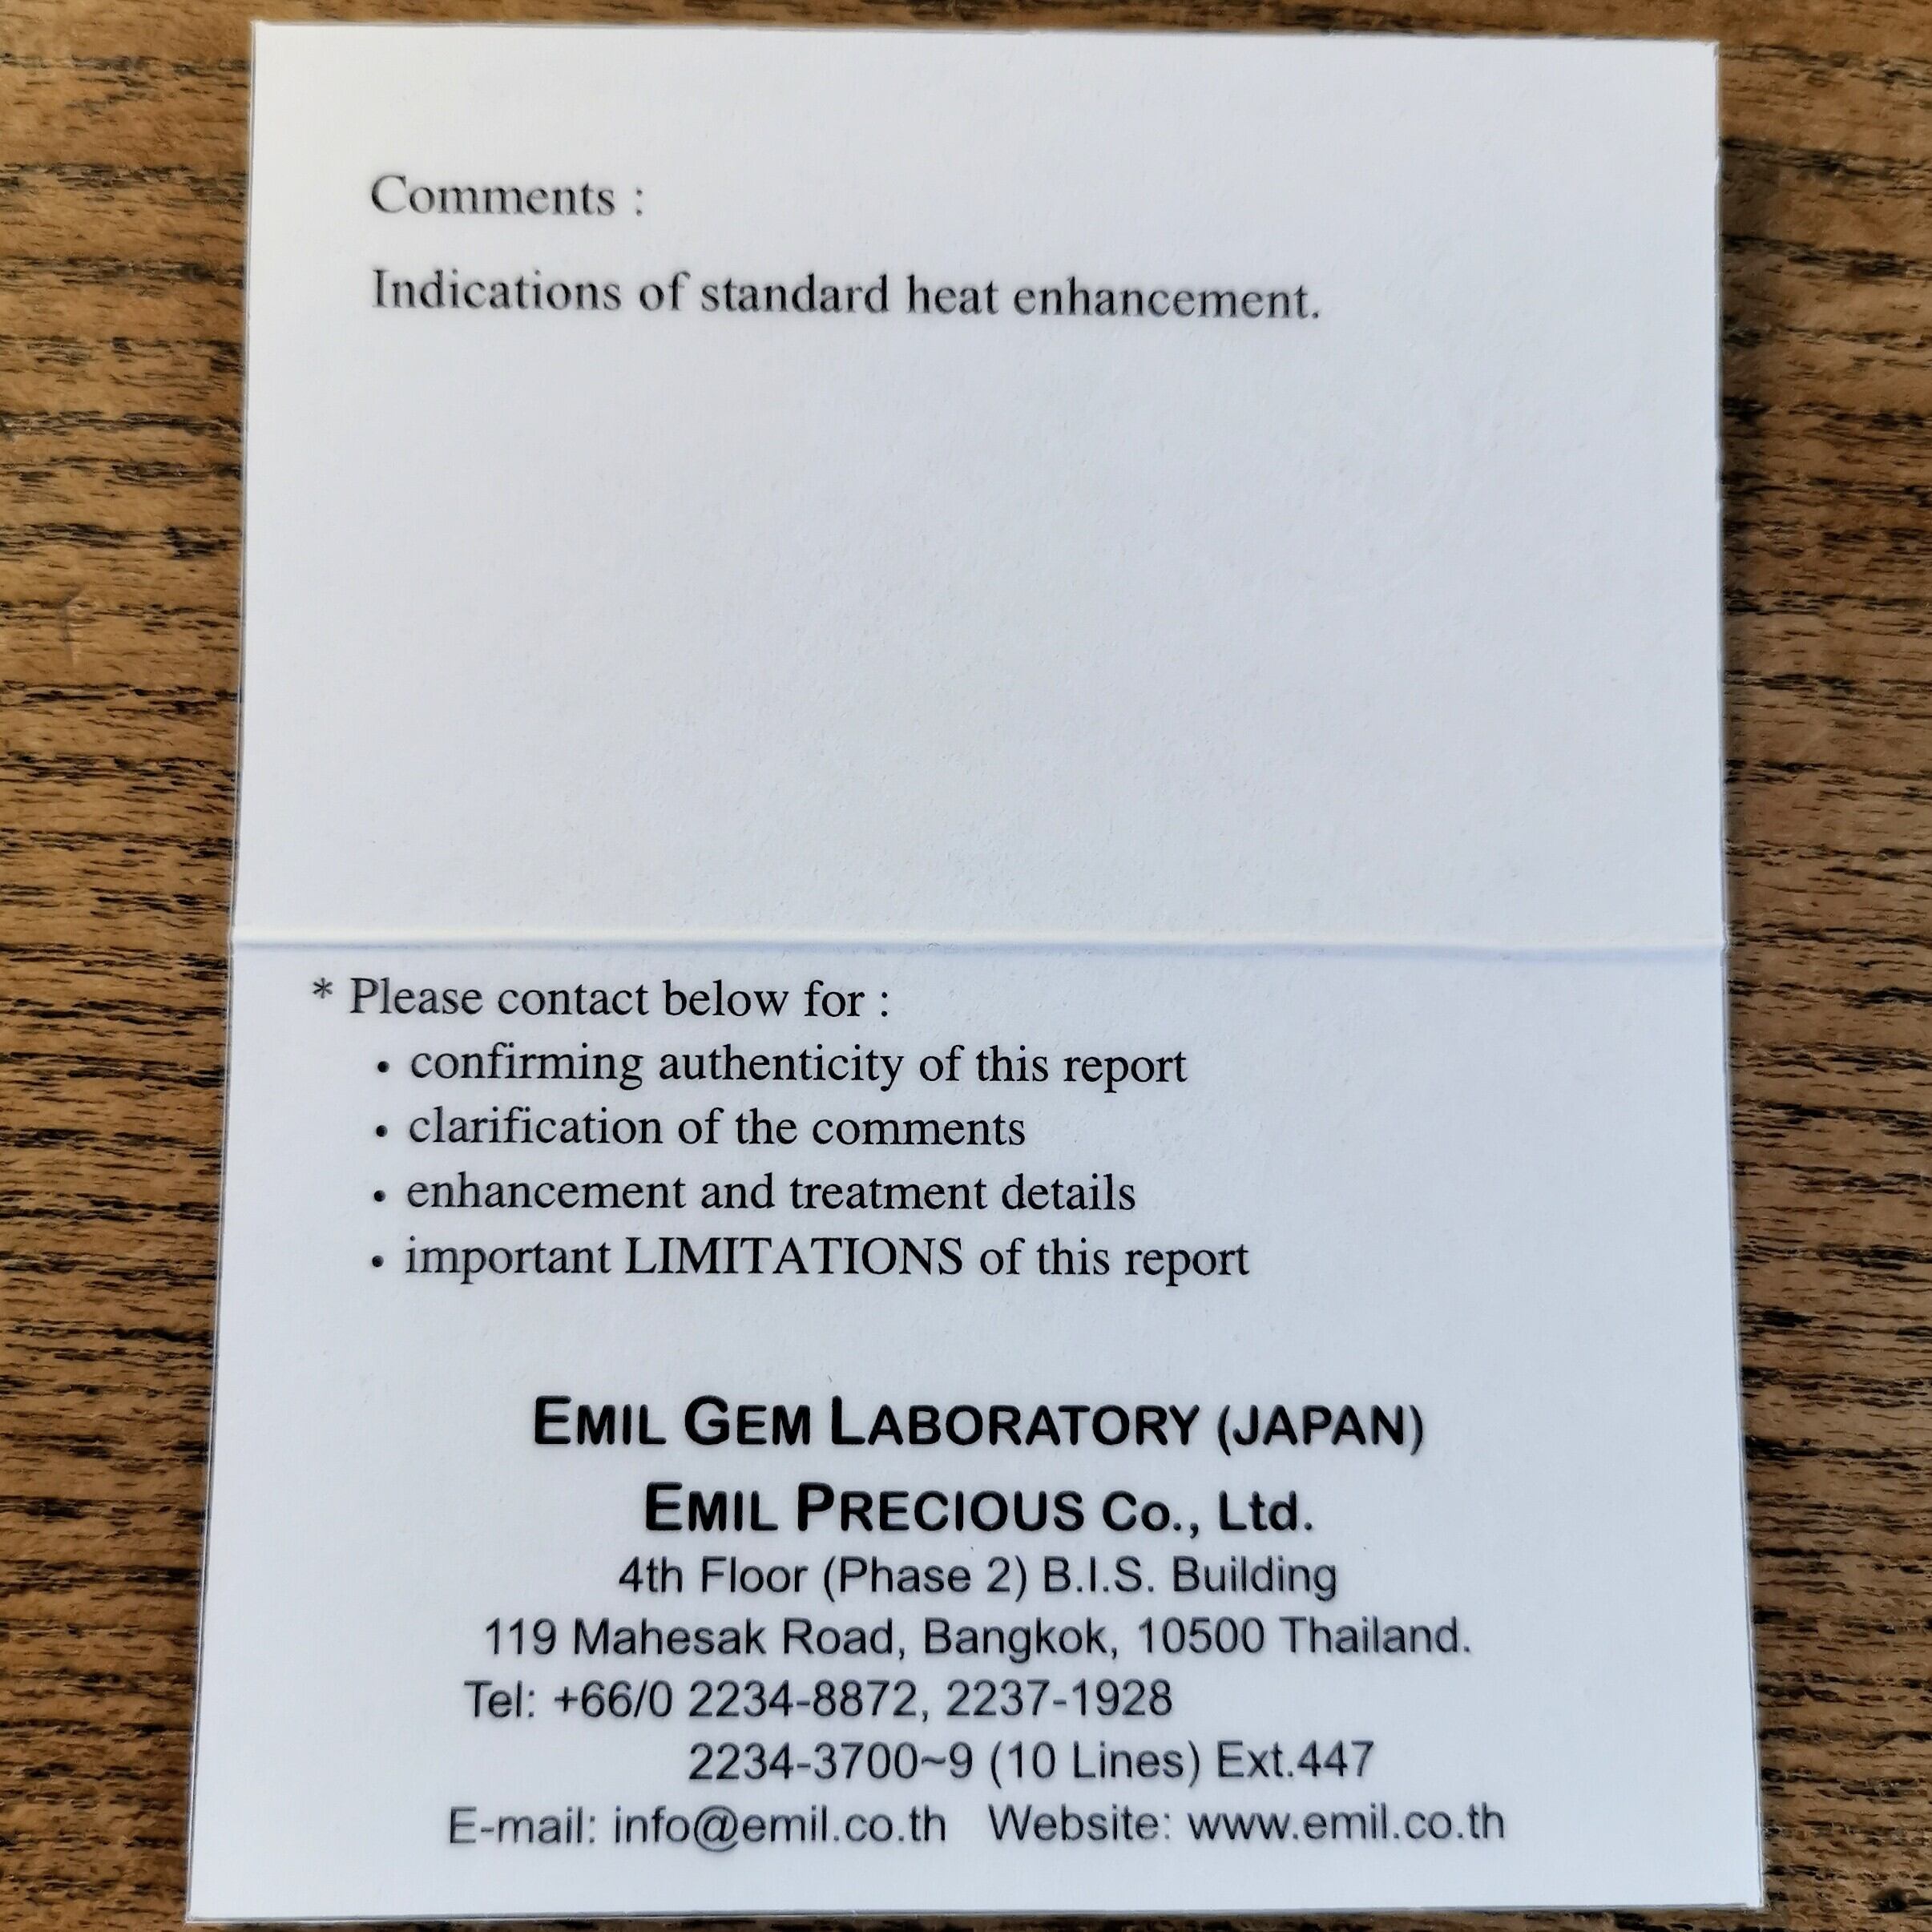 Comments :
Indications of standard heat enhancement.
* Please contact below for :
• confirming authenticity of this report
• clarification of the comments
• enhancement and treatment details
• important LIMITATIONS of this report
EMIL GEM LABORATORY (JAPAN)
EMIL PRECIOUS Co., Ltd.
4th Floor (Phase 2) B.I.S. Building
119 Mahesak Road, Bangkok, 10500 Thailand.
Tel: +66/0 2234-8872, 2237-1928
2234-3700~9 (10 Lines) Ext.447
E-mail: info@emil.co.th Website: www.emil.co.th